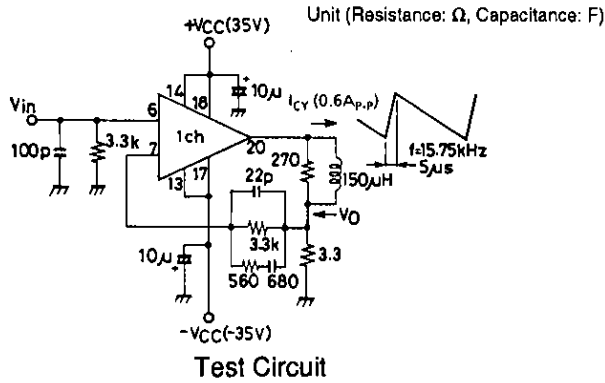 Unit (Resistance: Ω, Capacitance: F)
+VCC(35V)
10µ
iCY (0.6Ap.p)
Vin
14
18
6
1ch
20
7
100p
3.3k
13
17
270
150µH
f=15.75kHz
5µs
22p
VO
3.3k
3.3
10µ
560
680
-VCC(-35V)
Test Circuit